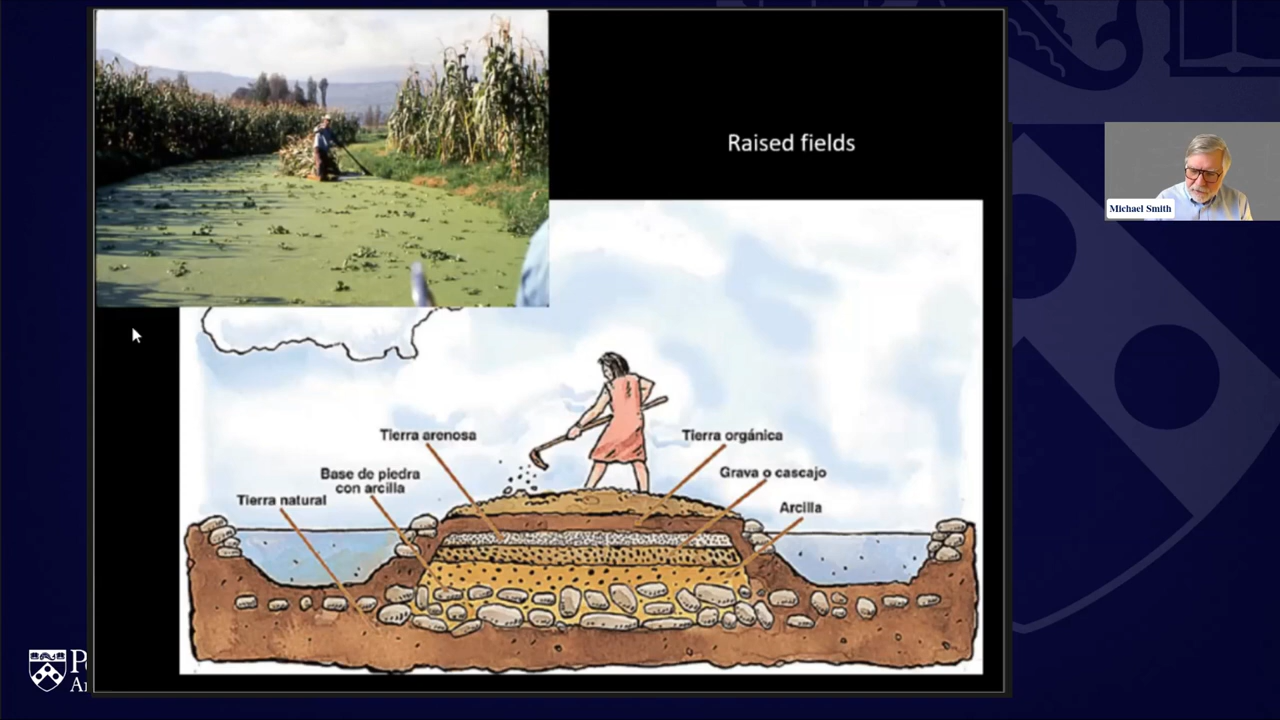 Raised fields
Michael Smith
Tierra arenosa
Tierra orgánica
Base de piedra
con arcilla
Grava o cascajo
Tierra natural
Arcilla